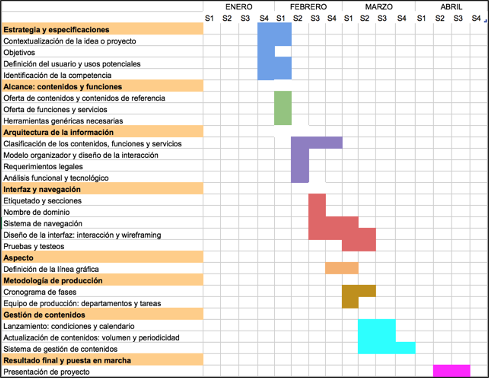 ENERO FEBRERO MARZO ABRIL
S1 S2 S3 S4 S1 S2 S3 S4 S1 S2 S3 S4 S1 S2 S3 S4
Estrategia y especificaciones
Contextualización de la idea o proyecto
Objetivos
Definición del usuario y usos potenciales
Identificación de la competencia
Alcance: contenidos y funciones
Oferta de contenidos y contenidos de referencia
Oferta de funciones y servicios
Herramientas genéricas necesarias
Arquitectura de la información
Clasificación de los contenidos, funciones y servicios
Modelo organizador y diseño de la interacción
Requerimientos legales
Análisis funcional y tecnológico
Interfaz y navegación
Etiquetado y secciones
Nombre de dominio
Sistema de navegación
Diseño de la interfaz: interacción y wireframing
Pruebas y testeos
Aspecto
Definición de la línea gráfica
Metodología de producción
Cronograma de fases
Equipo de producción: departamentos y tareas
Gestión de contenidos
Lanzamiento: condiciones y calendario
Actualización de contenidos: volumen y periodicidad
Sistema de gestión de contenidos
Resultado final y puesta en marcha
Presentación de proyecto